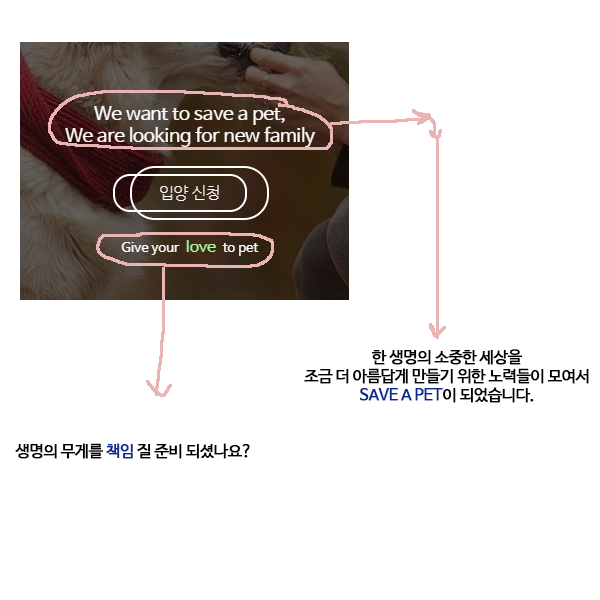 We want to save a pet,
We are looking for new family
입양 신청
Give your love to pet
한 생명의 소중한 세상을
조금 더 아름답게 만들기 위한 노력들이 모여서
SAVE A PET이 되었습니다.
생명의 무게를 책임 질 준비 되셨나요?